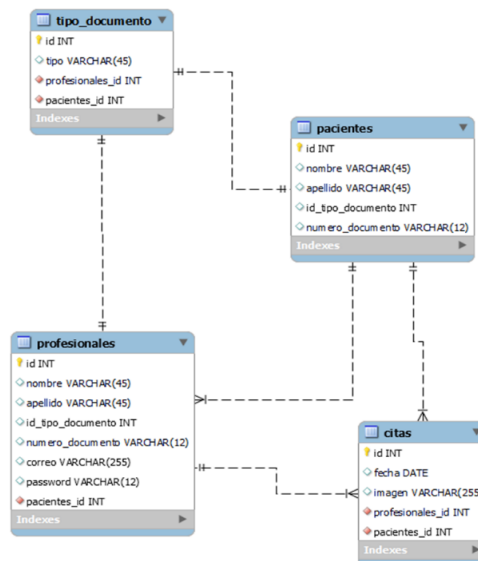 tipo_documento
id INT
tipo VARCHAR(45)
profesionales_id INT
pacientes_id INT
Indexes
pacientes
id INT
nombre VARCHAR(45)
apellido VARCHAR(45)
id_tipo_documento INT
numero_documento VARCHAR(12)
Indexes
profesionales
id INT
nombre VARCHAR(45)
apellido VARCHAR(45)
id_tipo_documento INT
numero_documento VARCHAR(12)
correo VARCHAR(255)
password VARCHAR(12)
pacientes_id INT
Indexes
citas
id INT
fecha DATE
imagen VARCHAR(255
profesionales_id INT
pacientes_id INT
Indexes